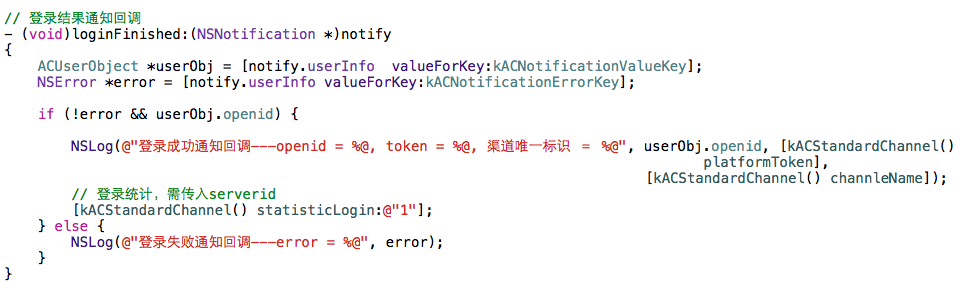 // 登录结果通知回调
- (void)loginFinished:(NSNotification *)notify
{
    ACUserObject *userObj = [notify.userInfo  valueForKey:kACNotificationValueKey];
    NSError *error = [notify.userInfo valueForKey:kACNotificationErrorKey];
    if (!error && userObj.openid) {
        NSLog(@"登录成功通知回调---openid = %@, token = %@, 渠道唯一标识 = %@", userObj.openid, [kACStandardChannel()
platformToken],
[kACStandardChannel() channleName]);
        // 登录统计，需传入serverid
        [kACStandardChannel() statisticLogin:@"1"];
    } else {
        NSLog(@"登录失败通知回调---error = %@", error);
    }
}